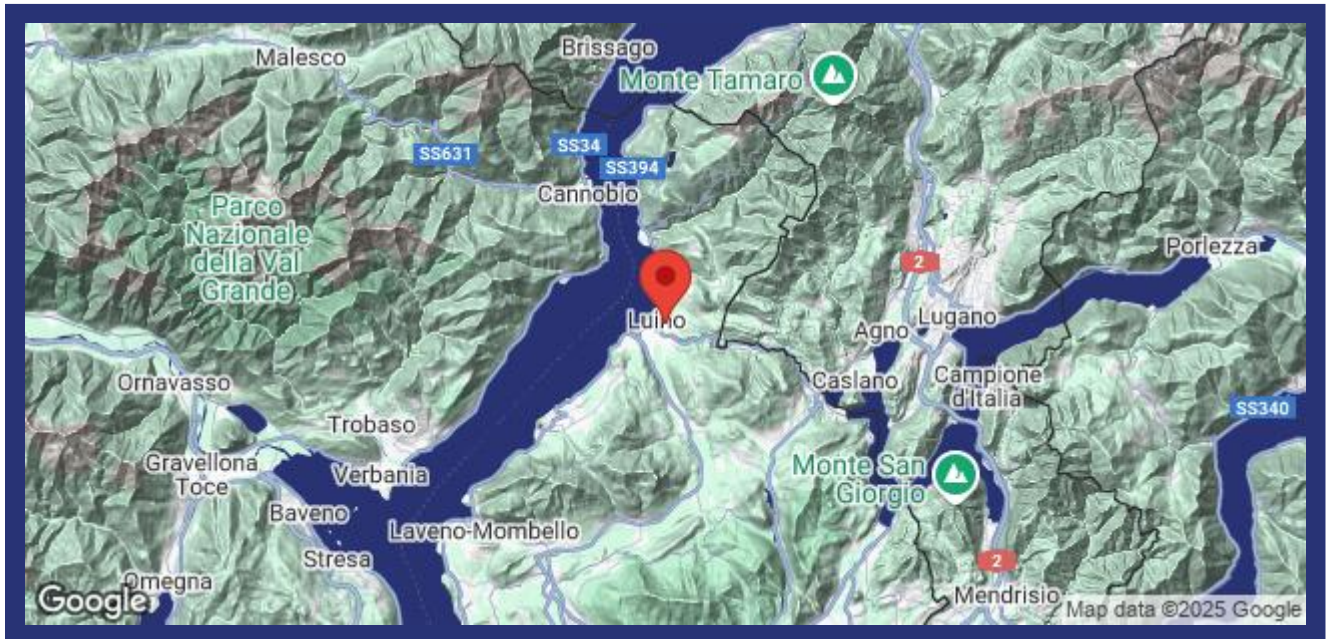 Brissago
Malesco
Monte Tamaro
SS631
SS34
SS394
Cannobio
Parco
Nazionale
della Val
Grande
Porlezza
2
Luino
Agno
Lugano
Ornavasso
Caslano
Campione
d'Italia
SS340
Trobaso
Gravellona
Toce
Verbania
Monte San
Giorgio
Baveno
Laveno-Mombello
Stresa
2
Omegna
Mendrisio
Google
Map data ©2025 Google